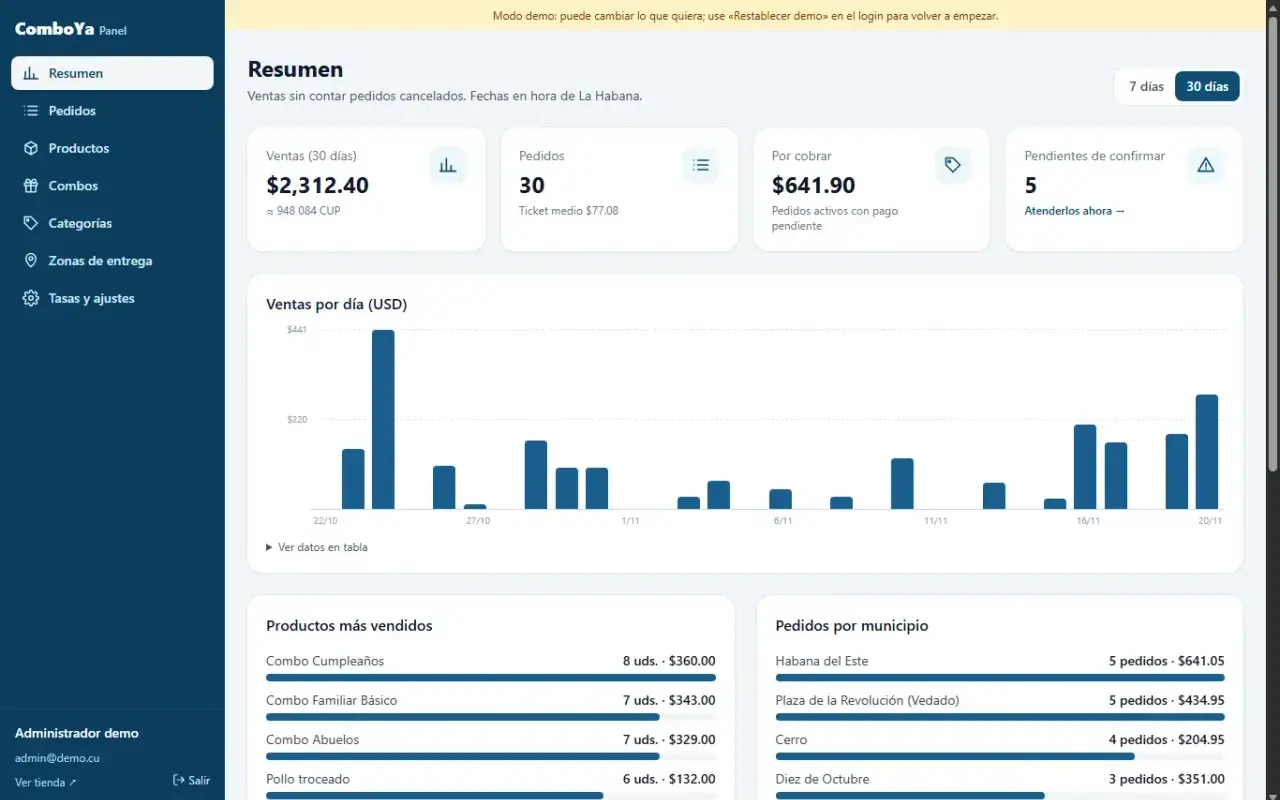 ComboYa Panel
Resumen
Pedidos
Productos
Combos
Categorías
Zonas de entrega
Tasas y ajustes
Administrador demo
admin@demo.cu
Ver tienda ↗
Salir
Modo demo: puede cambiar lo que quiera; use «Restablecer demo» en el login para volver a empezar.
Resumen
Ventas sin contar pedidos cancelados. Fechas en hora de La Habana.
7 días 30 días
Ventas (30 días)
$2,312.40
≈ 948 084 CUP
Pedidos
30
Ticket medio $77.08
Por cobrar
$641.90
Pedidos activos con pago
pendiente
Pendientes de confirmar
5
Atenderlos ahora →
Ventas por día (USD)
$441
$220
22/10 27/10 1/11 6/11 11/11 16/11 20/11
▶ Ver datos en tabla
Productos más vendidos
Combo Cumpleaños 8 uds. · $360.00
Combo Familiar Básico 7 uds. · $343.00
Combo Abuelos 7 uds. · $329.00
Pollo troceado 6 uds. · $132.00
Pedidos por municipio
Habana del Este 5 pedidos · $641.05
Plaza de la Revolución (Vedado) 5 pedidos · $434.95
Cerro 4 pedidos · $204.95
Diez de Octubre 3 pedidos · $351.00